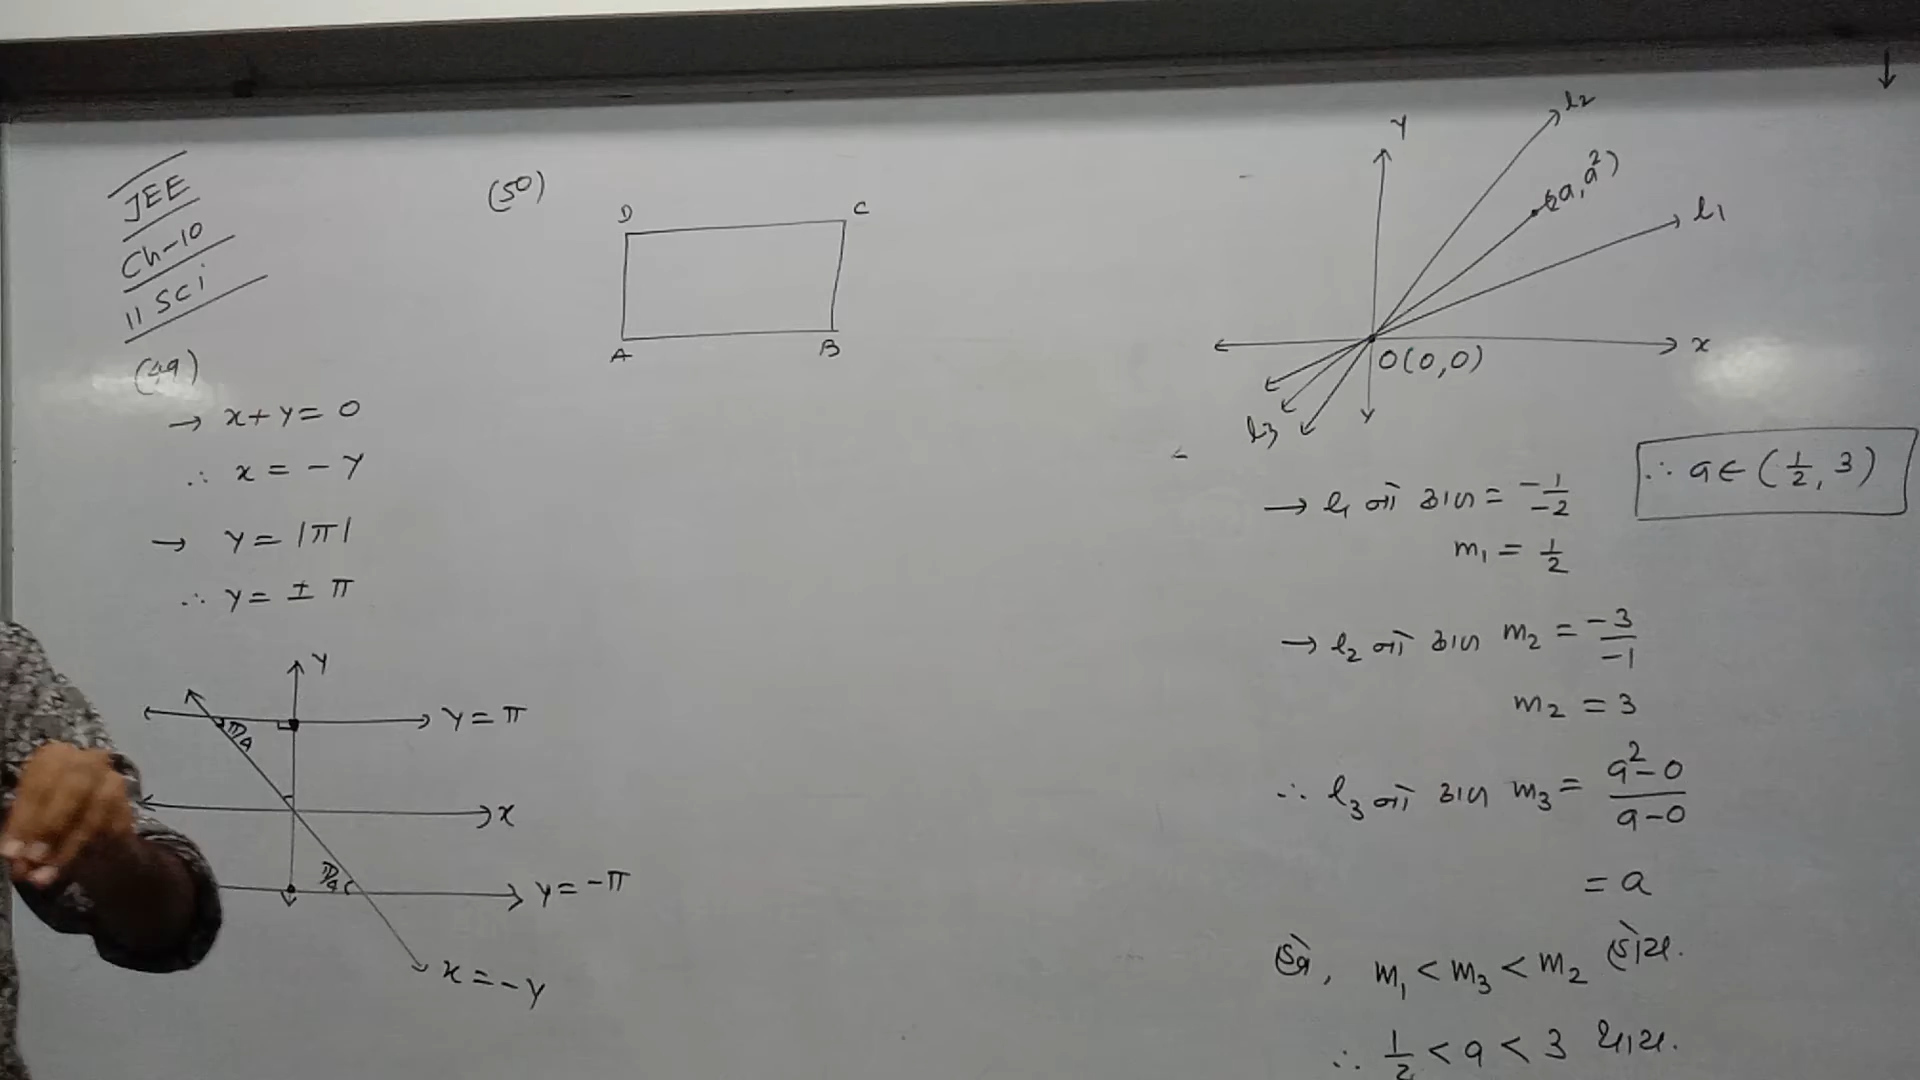 JEE
Ch-10
11 Sci
(49)
→ x+y=0
∴ x = -y
→ y = |π|
∴ y = ± π
Y
y = π
π/4
x
π/4
y = -π
x = -y
(50)
D C
A B
Y
l2
(a, a²)
l1
x
O(0,0)
y
l3
→ l1 નો ઢાળ = -1/-2
m1 = 1/2
∴ a ∈ (1/2, 3)
→ l2 નો ઢાળ m2 = -3/-1
m2 = 3
∴ l3 નો ઢાળ m3 = a²-0/a-0
= a
હવે, m1 < m3 < m2 હોય.
∴ 1/2 < a < 3 થાય.